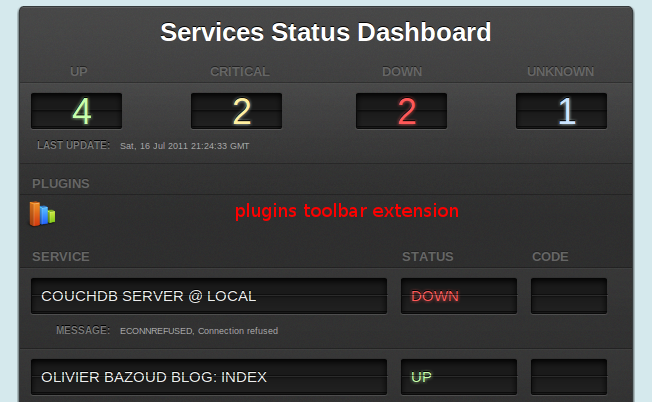 Services Status Dashboard
UP CRITICAL DOWN UNKNOWN
4 2 2 1
LAST UPDATE: Sat, 16 Jul 2011 21:24:33 GMT
PLUGINS
plugins toolbar extension
SERVICE STATUS CODE
COUCHDB SERVER @ LOCAL DOWN
MESSAGE: ECONNREFUSED, Connection refused
OLIVIER BAZOUD BLOG: INDEX UP